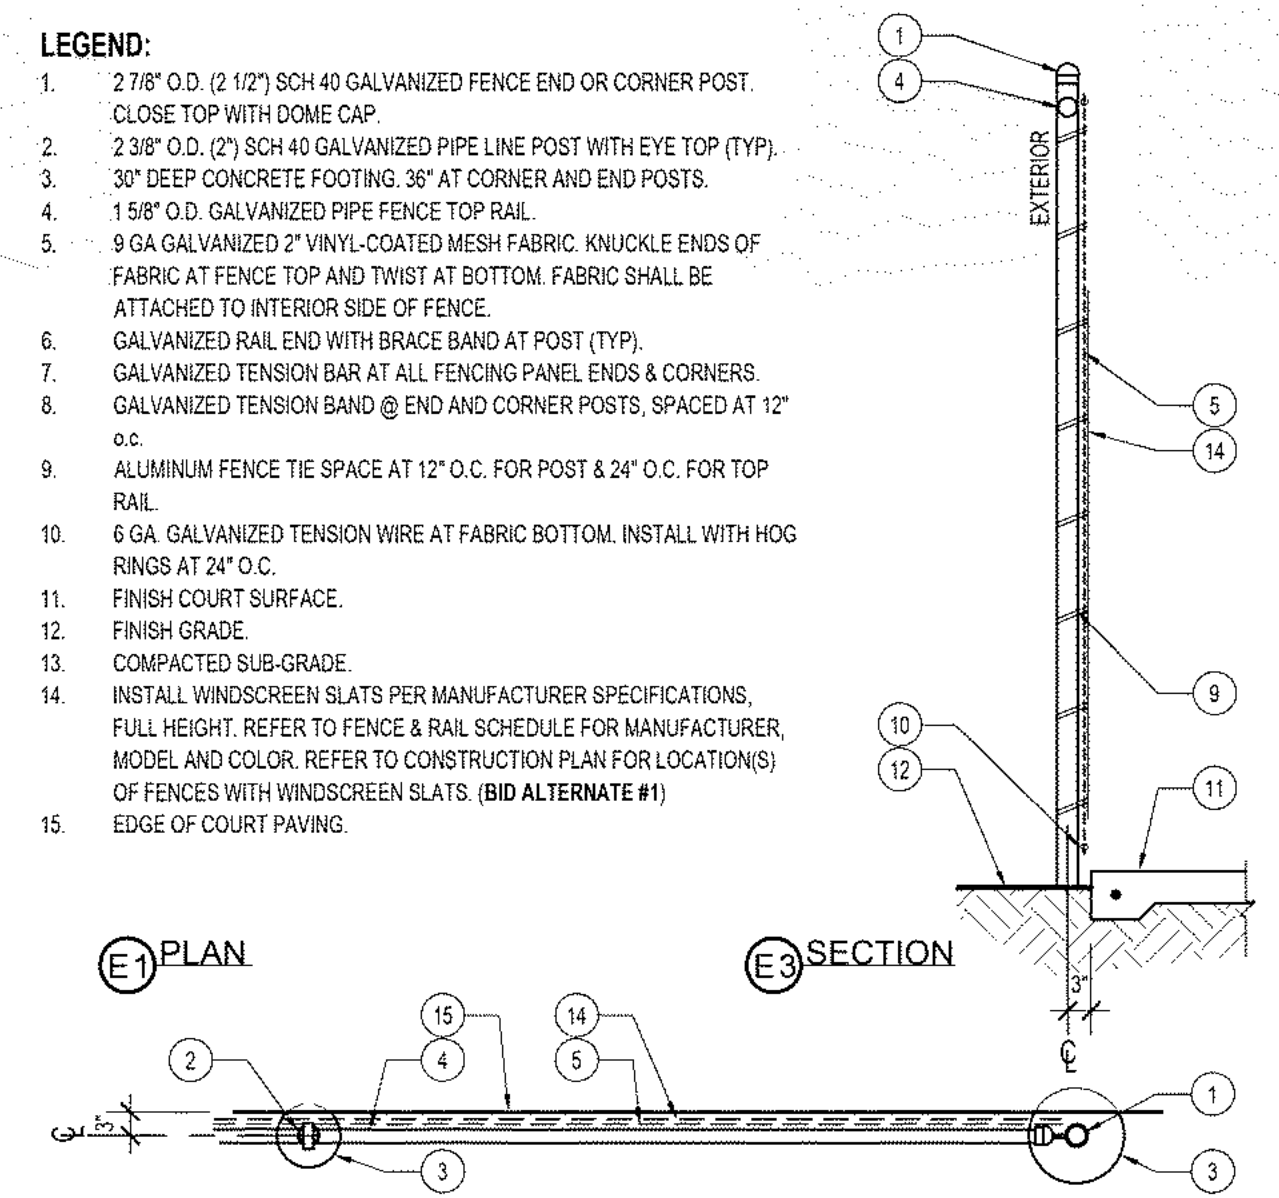 LEGEND:
1. 2 7/8" O.D. (2 1/2") SCH 40 GALVANIZED FENCE END OR CORNER POST.
CLOSE TOP WITH DOME CAP.
2. 2 3/8" O.D. (2") SCH 40 GALVANIZED PIPE LINE POST WITH EYE TOP (TYP).
3. 30" DEEP CONCRETE FOOTING. 36" AT CORNER AND END POSTS.
4. 1 5/8" O.D. GALVANIZED PIPE FENCE TOP RAIL.
5. 9 GA GALVANIZED 2" VINYL-COATED MESH FABRIC. KNUCKLE ENDS OF
FABRIC AT FENCE TOP AND TWIST AT BOTTOM. FABRIC SHALL BE
ATTACHED TO INTERIOR SIDE OF FENCE.
6. GALVANIZED RAIL END WITH BRACE BAND AT POST (TYP).
7. GALVANIZED TENSION BAR AT ALL FENCING PANEL ENDS & CORNERS.
8. GALVANIZED TENSION BAND @ END AND CORNER POSTS, SPACED AT 12"
o.c.
9. ALUMINUM FENCE TIE SPACE AT 12" O.C. FOR POST & 24" O.C. FOR TOP
RAIL.
10. 6 GA. GALVANIZED TENSION WIRE AT FABRIC BOTTOM. INSTALL WITH HOG
RINGS AT 24" O.C.
11. FINISH COURT SURFACE.
12. FINISH GRADE.
13. COMPACTED SUB-GRADE.
14. INSTALL WINDSCREEN SLATS PER MANUFACTURER SPECIFICATIONS,
FULL HEIGHT. REFER TO FENCE & RAIL SCHEDULE FOR MANUFACTURER,
MODEL AND COLOR. REFER TO CONSTRUCTION PLAN FOR LOCATION(S)
OF FENCES WITH WINDSCREEN SLATS. (BID ALTERNATE #1)
15. EDGE OF COURT PAVING.
1
4
EXTERIOR
5
14
9
10
12
11
3"
CL
E3 SECTION
E1 PLAN
15
14
2
4
5
3"
CL
1
3
3